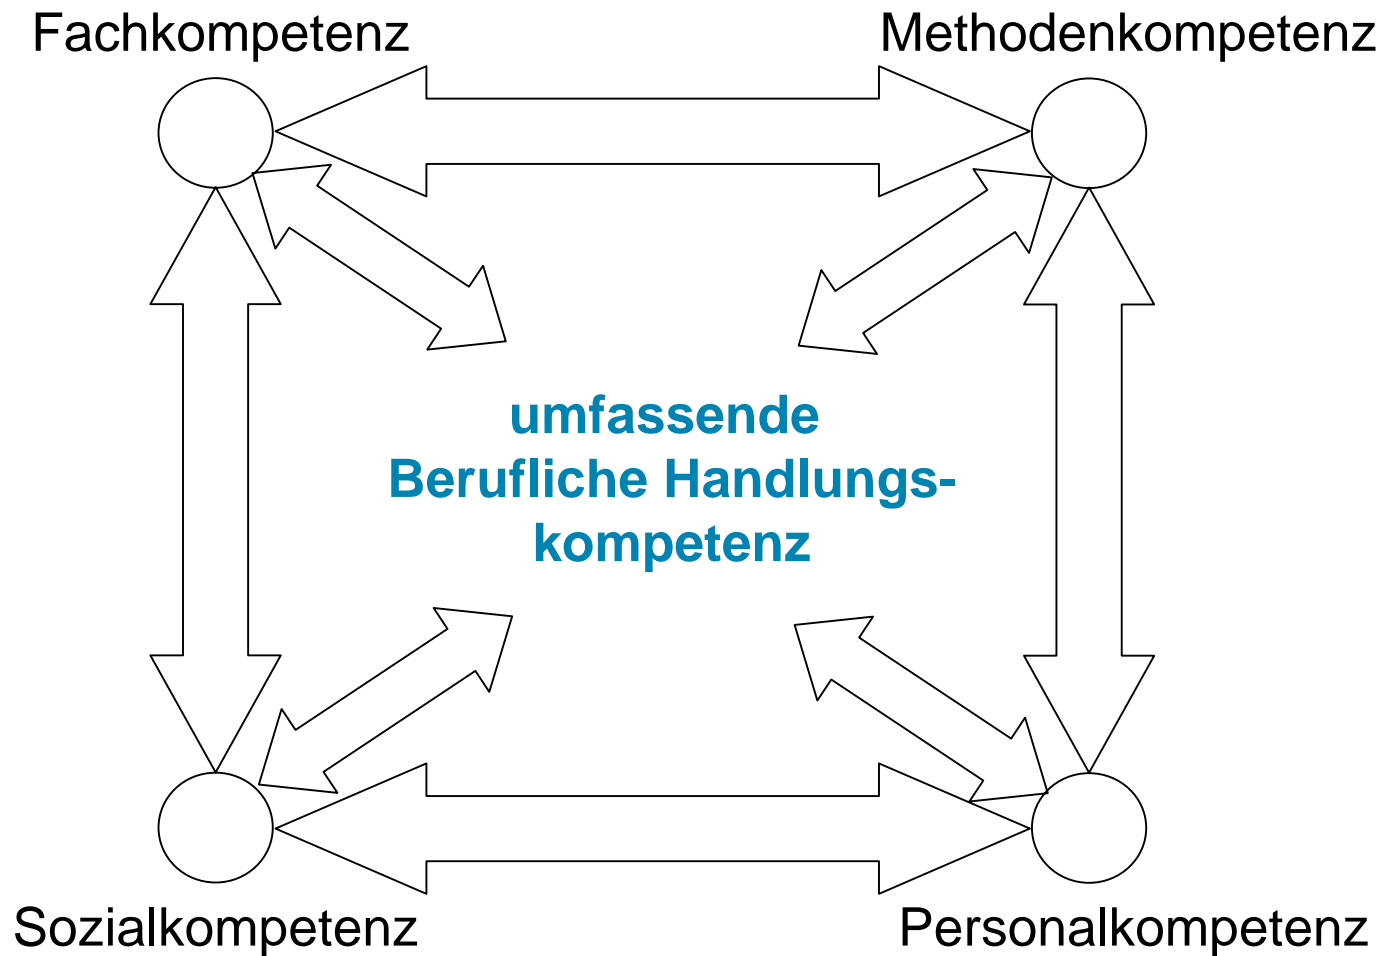 Fachkompetenz
Methodenkompetenz
umfassende
Berufliche Handlungs-
kompetenz
Sozialkompetenz
Personalkompetenz